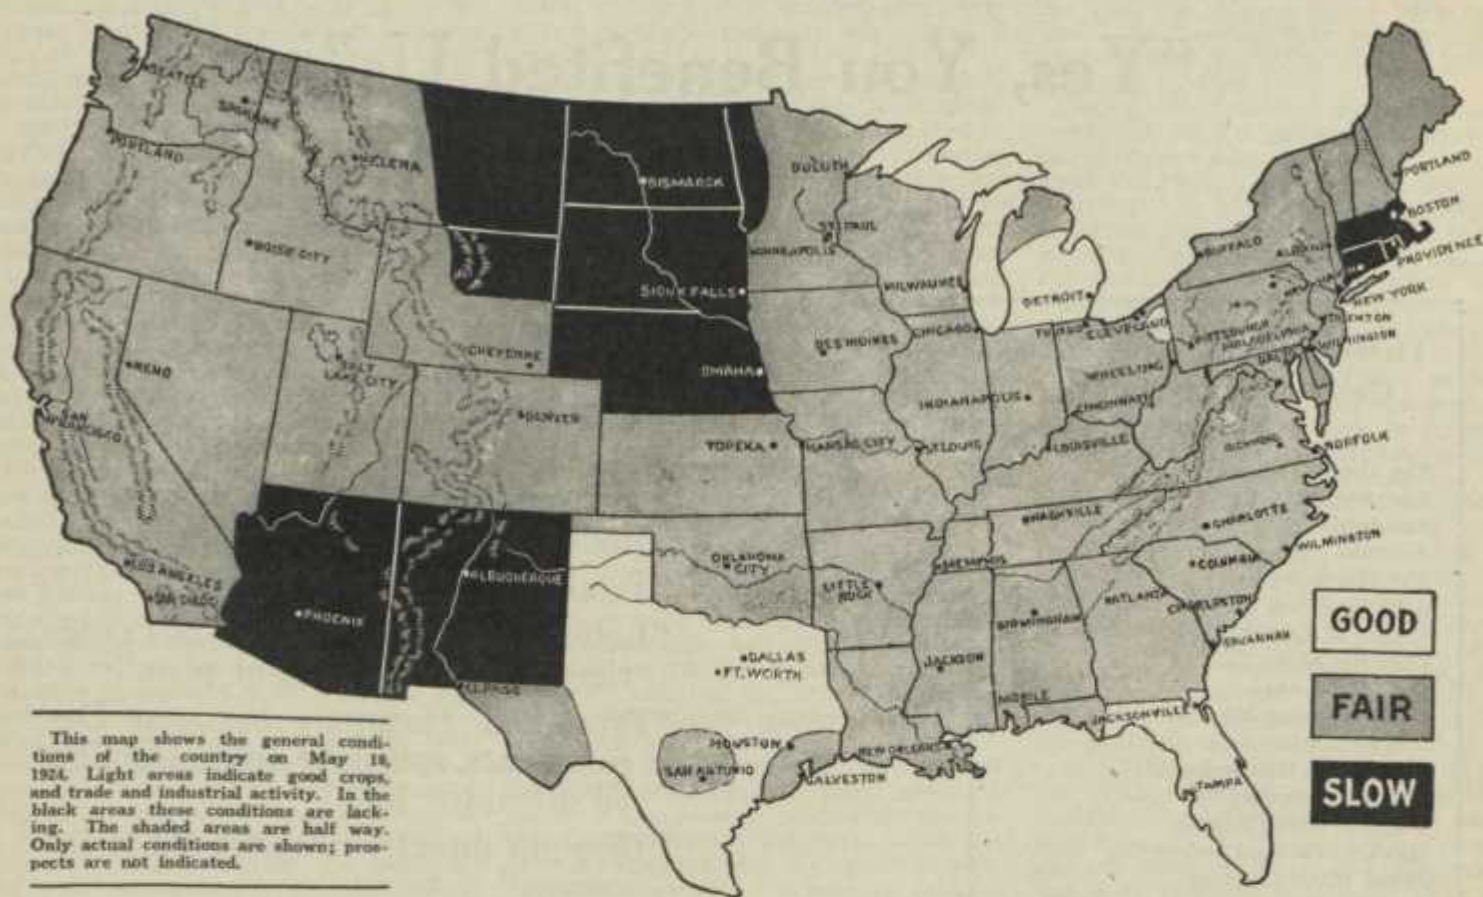 SEATTLE
SPOKANE
PORTLAND
HELENA
BISMARCK
DULUTH
ST. PAUL
MINNEAPOLIS
BOISE CITY
SIOUX FALLS
MILWAUKEE
DETROIT
BUFFALO
ALBANY
PORTLAND
BOSTON
PROVIDENCE
NEW HAVEN
NEW YORK
TRENTON
PITTSBURGH
PHILADELPHIA
WILMINGTON
CHEYENNE
OMAHA
DES MOINES
CHICAGO
TOLEDO
CLEVELAND
WHEELING
RENO
SALT
LAKE CITY
DENVER
INDIANAPOLIS
CINCINNATI
SAN
FRANCISCO
TOPEKA
KANSAS CITY
ST. LOUIS
LOUISVILLE
RICHMOND
NORFOLK
NASHVILLE
CHARLOTTE
WILMINGTON
LOS ANGELES
SAN DIEGO
PHOENIX
ALBUQUERQUE
OKLAHOMA
CITY
LITTLE
ROCK
MEMPHIS
COLUMBIA
ATLANTA
CHARLESTON
BIRMINGHAM
SAVANNAH
EL PASO
DALLAS
FT. WORTH
JACKSON
MOBILE
JACKSONVILLE
HOUSTON
SAN ANTONIO
GALVESTON
NEW ORLEANS
TAMPA
GOOD
FAIR
SLOW
This map shows the general condi-
tions of the country on May 18,
1924. Light areas indicate good crops,
and trade and industrial activity. In the
black areas these conditions are lack-
ing. The shaded areas are half way.
Only actual conditions are shown; pros-
pects are not indicated.